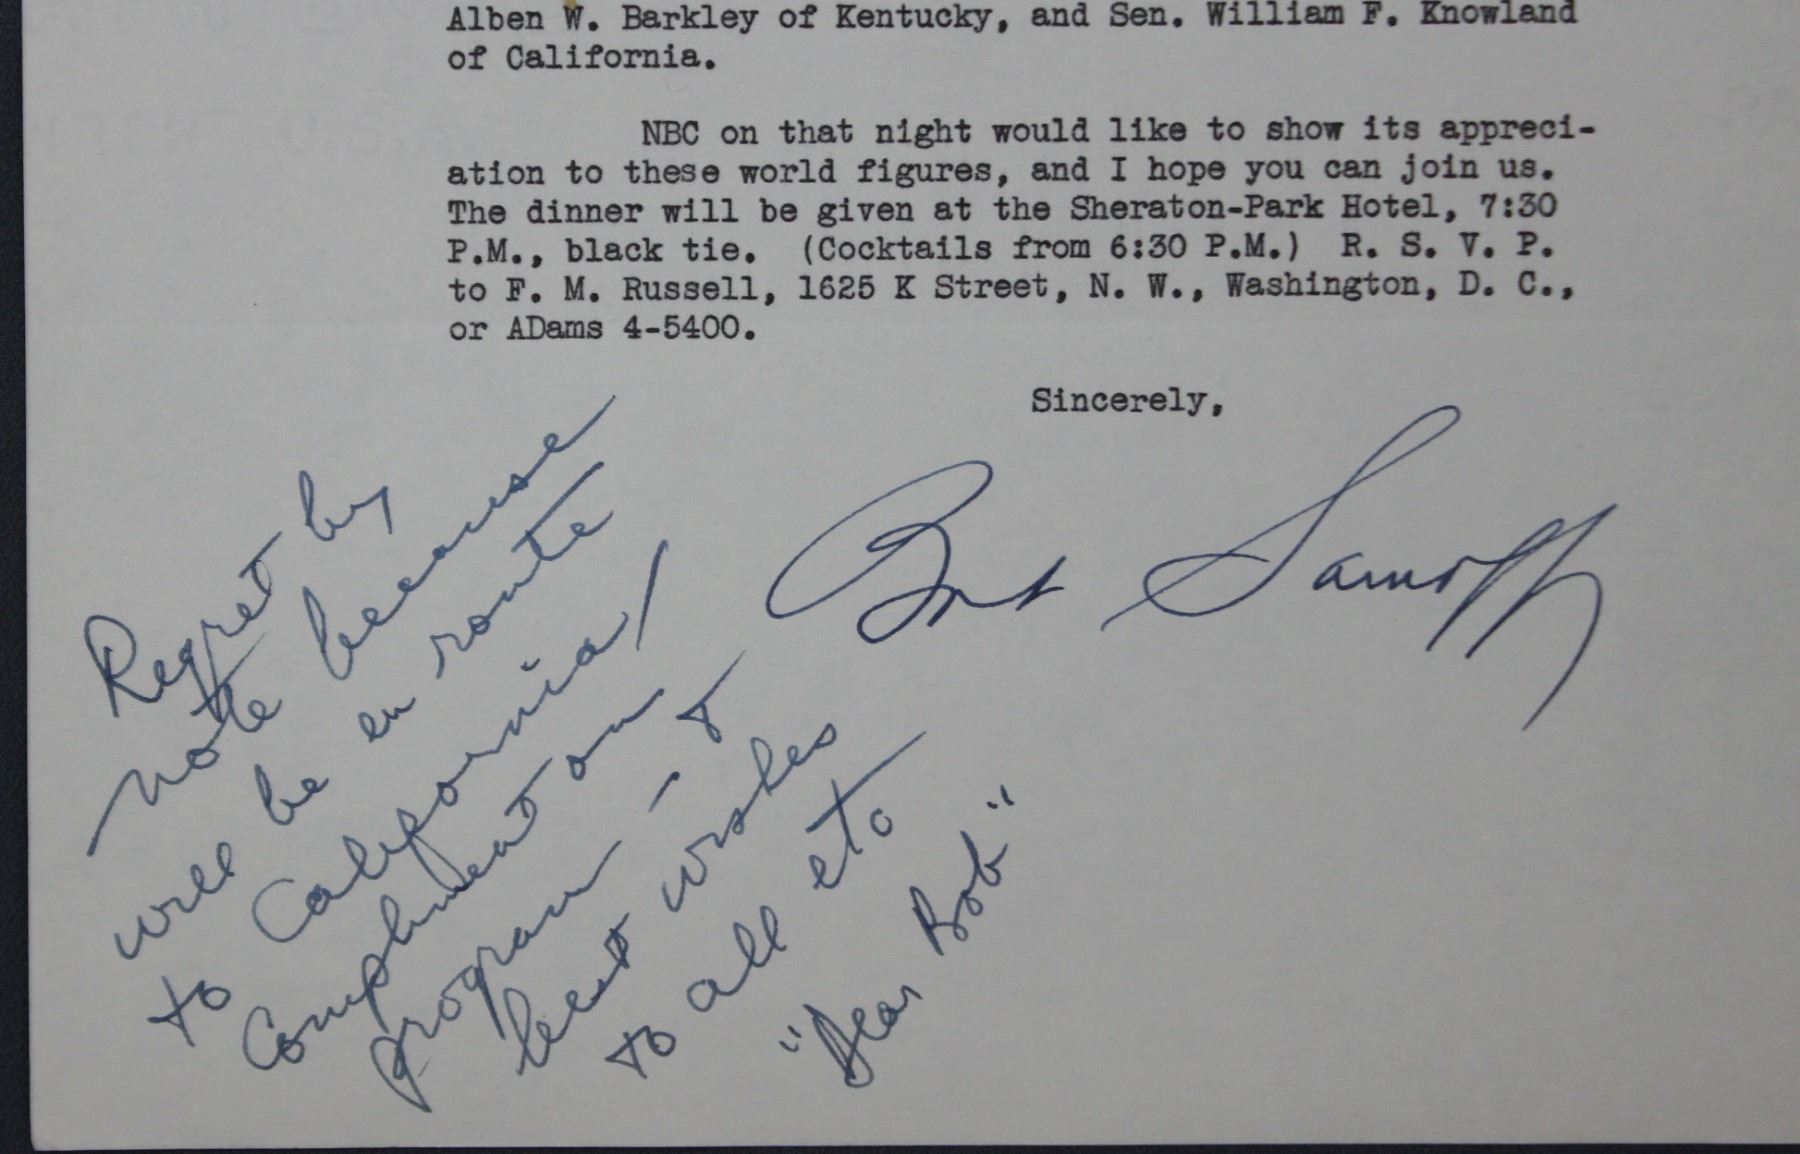 Alben W. Barkley of Kentucky, and Sen. William F. Knowland
of California.
NBC on that night would like to show its appreci-
ation to these world figures, and I hope you can join us.
The dinner will be given at the Sheraton-Park Hotel, 7:30
P.M., black tie. (Cocktails from 6:30 P.M.) R. S. V. P.
to F. M. Russell, 1625 K Street, N. W., Washington, D. C.,
or ADams 4-5400.
Sincerely,
Bob Sarnoff
Regret by
note because
will be en route
to California/
Compliment on
program - &
best wishes
to all etc
"Dear Bob"